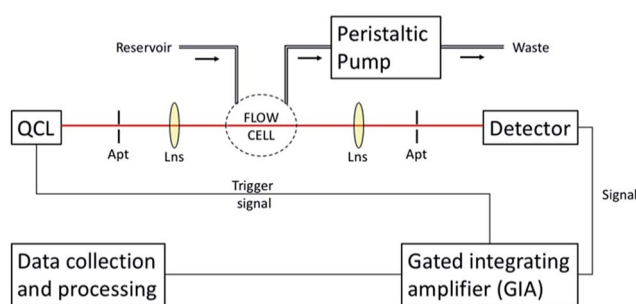 Peristaltic
Pump
Reservoir
Waste
FLOW
CELL
QCL
Detector
Apt
Lns
Lns
Apt
Trigger
signal
Signal
Data collection
and processing
Gated integrating
amplifier (GIA)